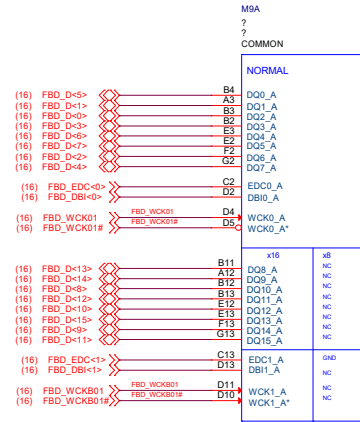 M9A
?
?
COMMON
NORMAL
(16) FBD_D<5> B4 DQ0_A
(16) FBD_D<1> A3 DQ1_A
(16) FBD_D<0> B3 DQ2_A
(16) FBD_D<3> B2 DQ3_A
(16) FBD_D<6> E3 DQ4_A
(16) FBD_D<7> E2 DQ5_A
(16) FBD_D<2> F2 DQ6_A
(16) FBD_D<4> G2 DQ7_A
(16) FBD_EDC<0> C2 EDC0_A
(16) FBD_DBI<0> D2 DBI0_A
(16) FBD_WCK01 FBD_WCK01 D4 WCK0_A
(16) FBD_WCK01# FBD_WCK01# D5 WCK0_A*
x16 x8
(16) FBD_D<13> B11 DQ8_A NC
(16) FBD_D<14> A12 DQ9_A NC
(16) FBD_D<8> B12 DQ10_A NC
(16) FBD_D<12> B13 DQ11_A NC
(16) FBD_D<10> E12 DQ12_A NC
(16) FBD_D<15> E13 DQ13_A NC
(16) FBD_D<9> F13 DQ14_A NC
(16) FBD_D<11> G13 DQ15_A NC
(16) FBD_EDC<1> C13 EDC1_A GND
(16) FBD_DBI<1> D13 DBI1_A NC
(16) FBD_WCKB01 FBD_WCKB01 D11 WCK1_A NC
(16) FBD_WCKB01# FBD_WCKB01# D10 WCK1_A* NC